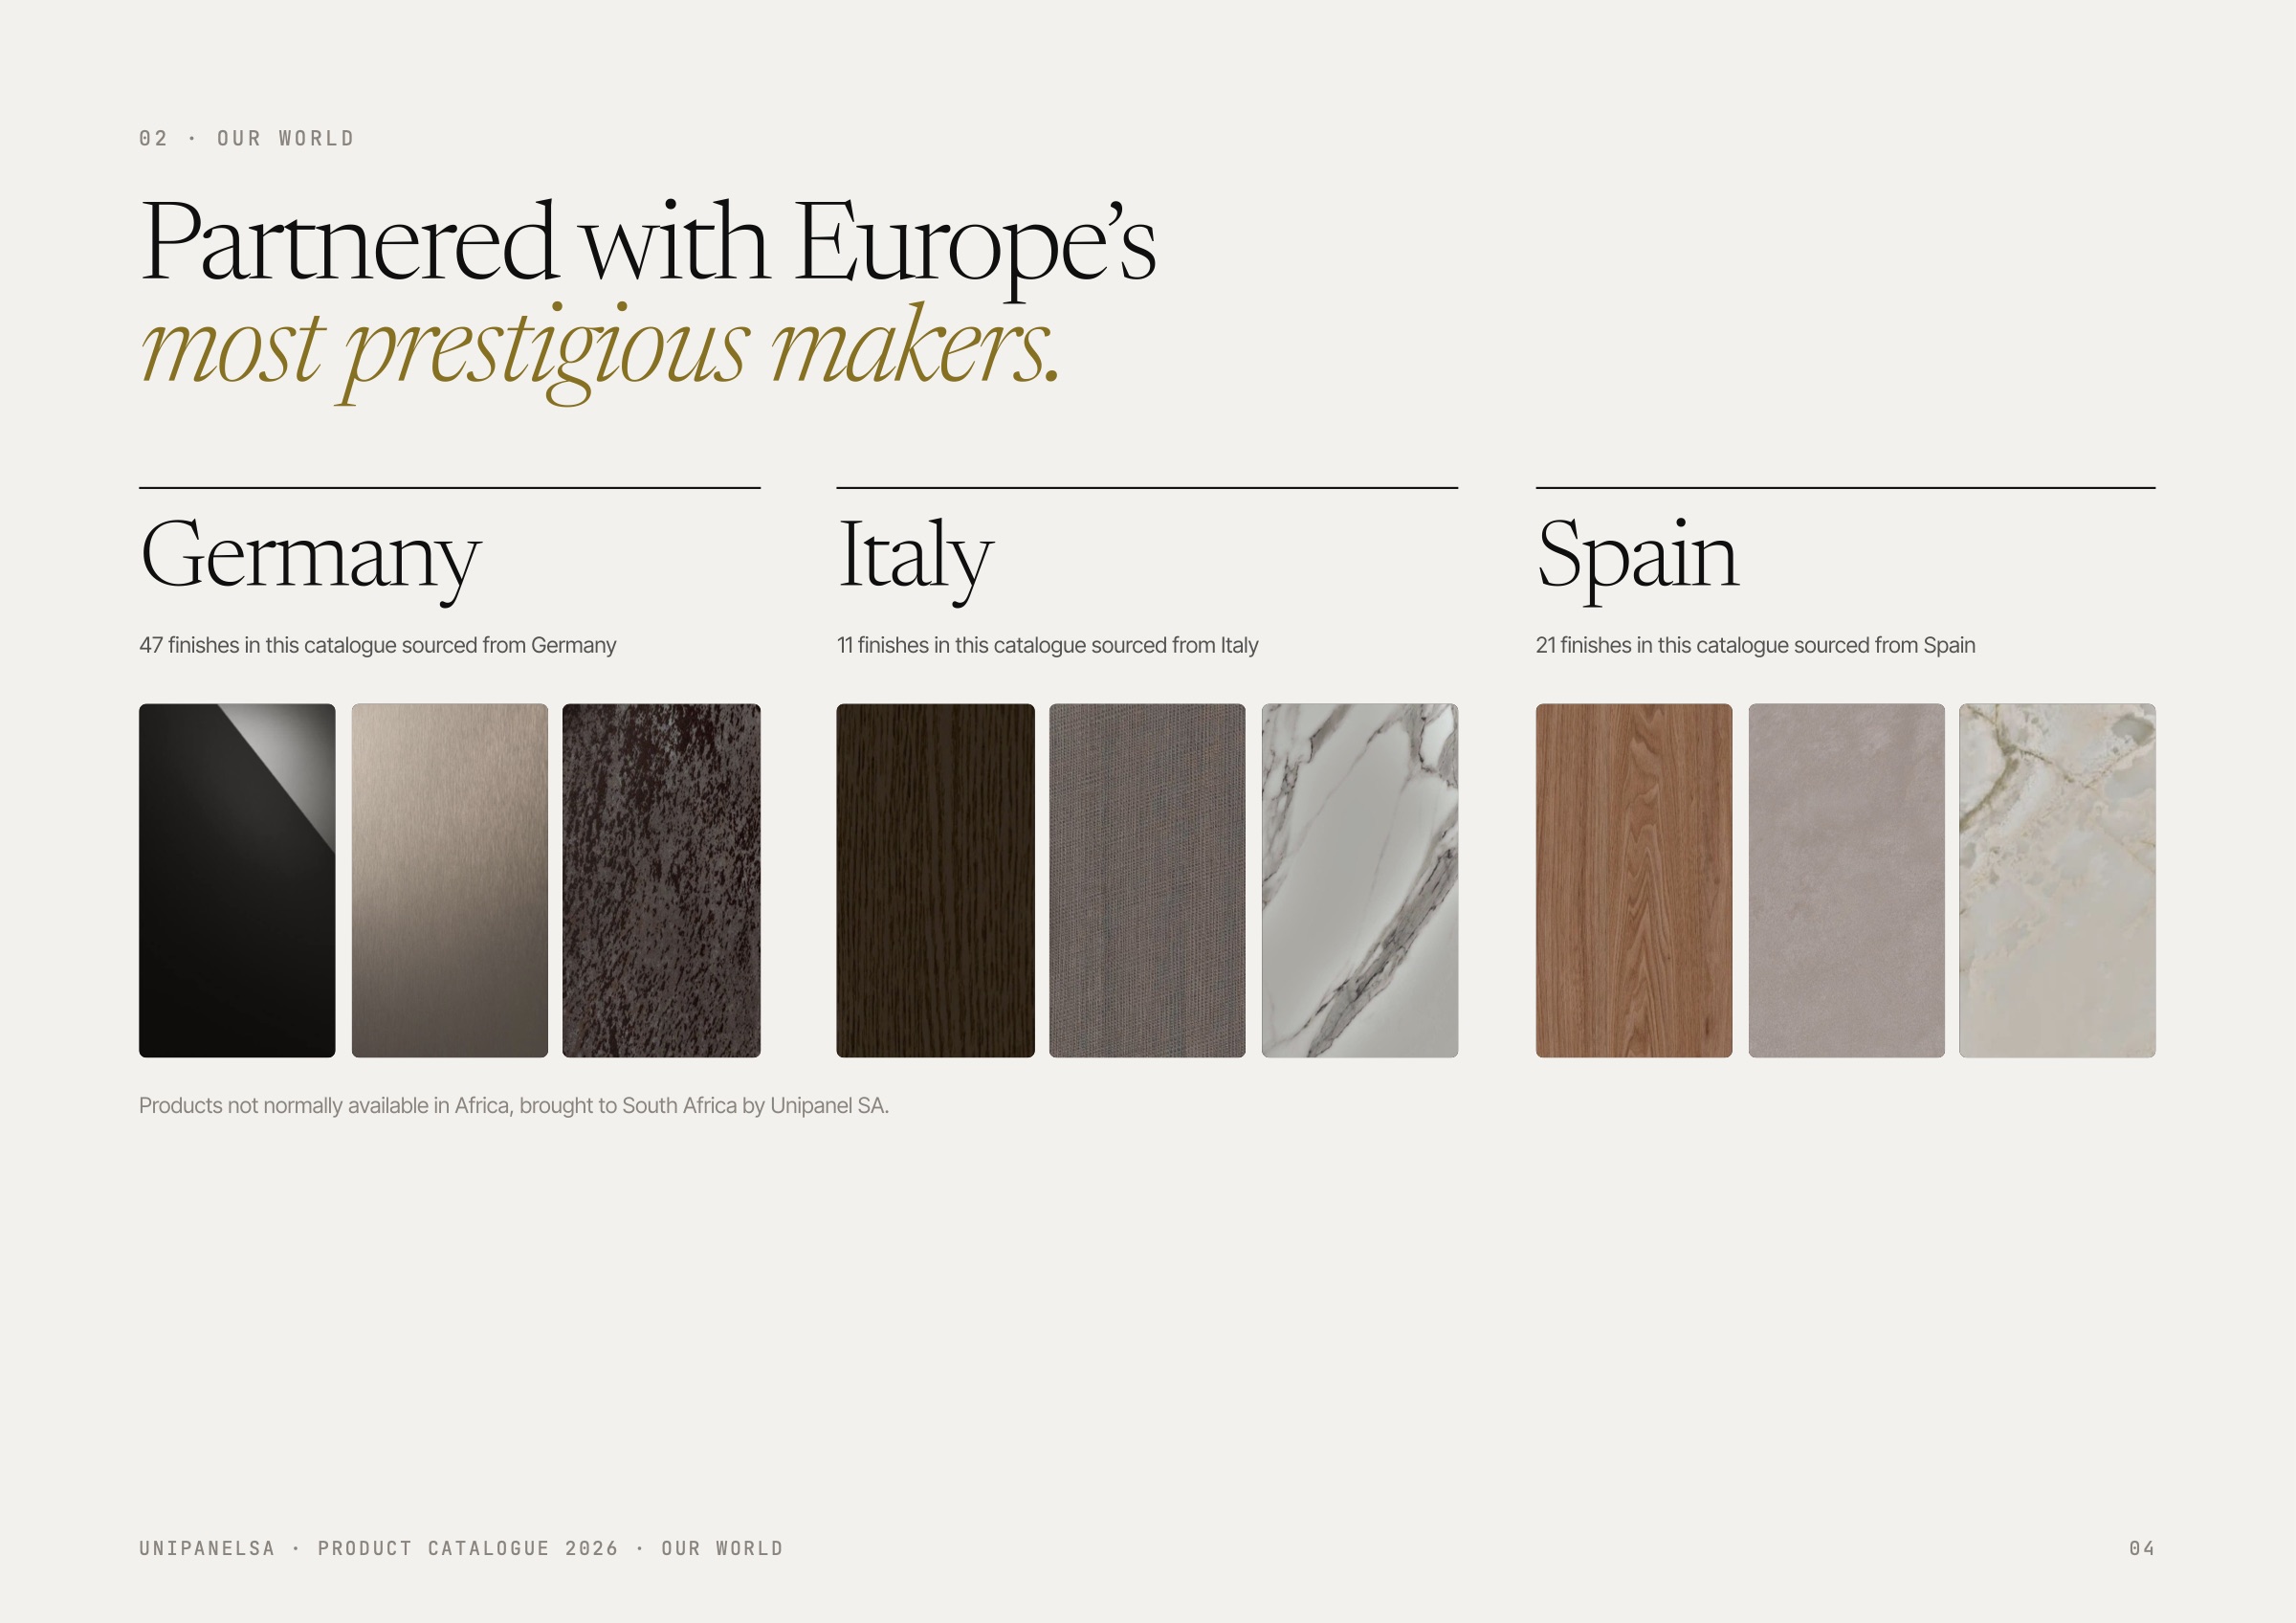 02 · OUR WORLD
Partnered with Europe’s
most prestigious makers.
Germany
47 finishes in this catalogue sourced from Germany
Italy
11 finishes in this catalogue sourced from Italy
Spain
21 finishes in this catalogue sourced from Spain
Products not normally available in Africa, brought to South Africa by Unipanel SA.
UNIPANELSA · PRODUCT CATALOGUE 2026 · OUR WORLD
04